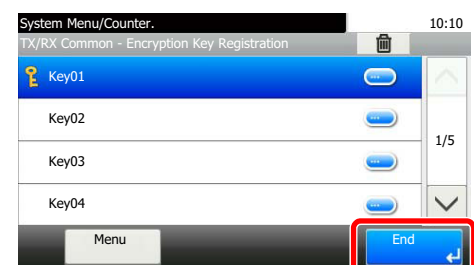 System Menu/Counter. 10:10
TX/RX Common - Encryption Key Registration
Key01
Key02
1/5
Key03
Key04
Menu End